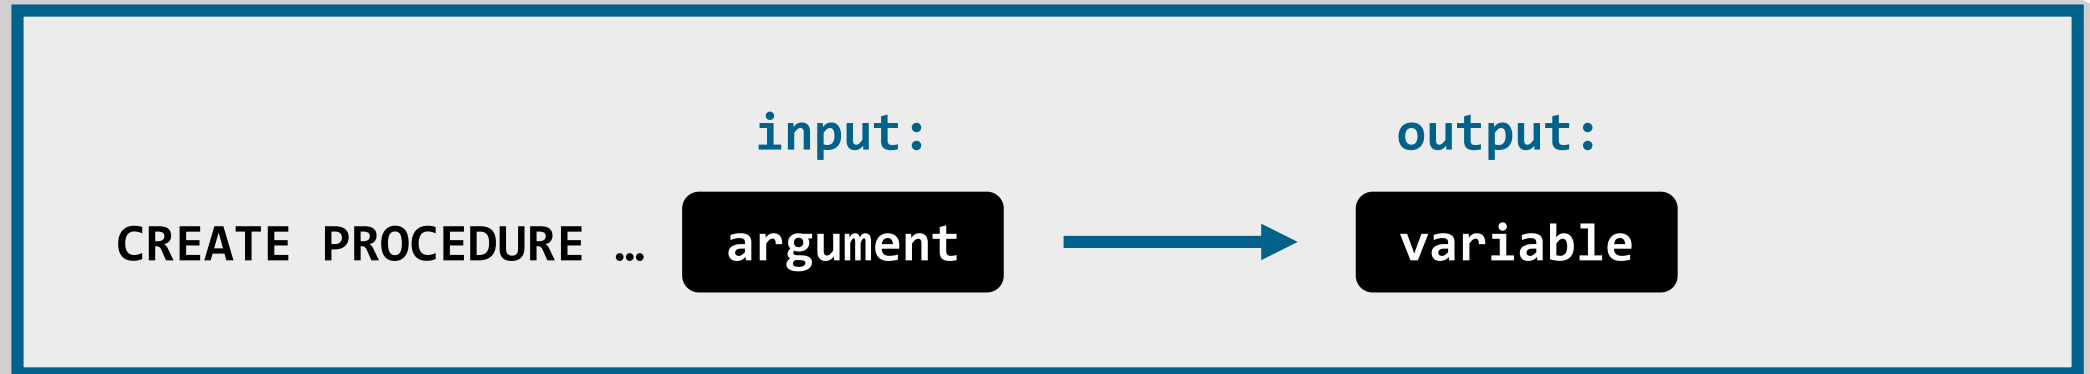 input: output:
CREATE PROCEDURE … argument variable